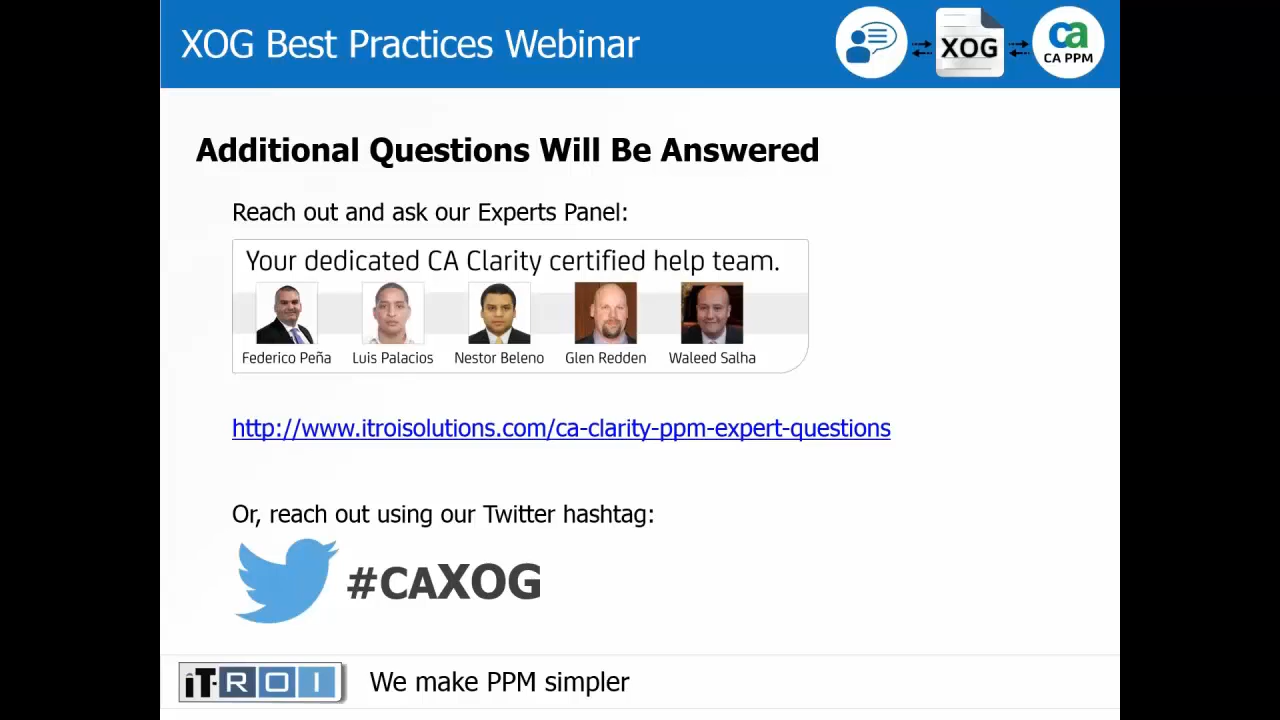 XOG Best Practices Webinar
XOG
ca
CA PPM
Additional Questions Will Be Answered
Reach out and ask our Experts Panel:
Your dedicated CA Clarity certified help team.
Federico Peña Luis Palacios Nestor Beleno Glen Redden Waleed Salha
http://www.itroisolutions.com/ca-clarity-ppm-expert-questions
Or, reach out using our Twitter hashtag:
#CAXOG
iT-ROI We make PPM simpler